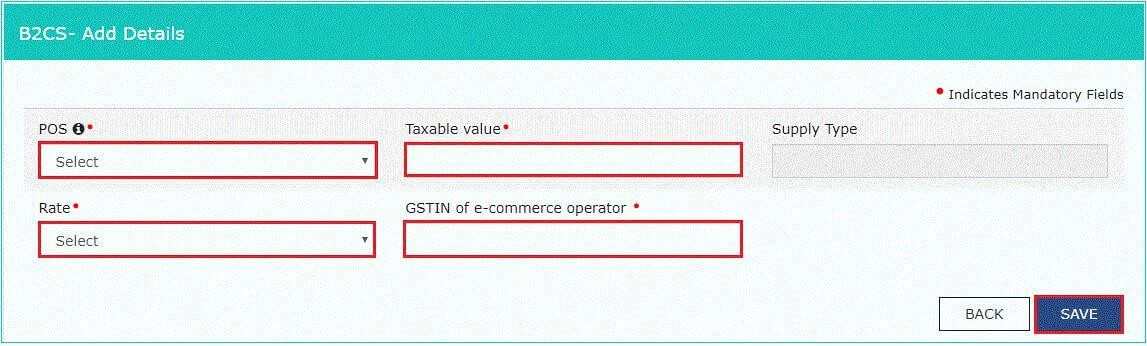 B2CS- Add Details
• Indicates Mandatory Fields
POS i • Taxable value • Supply Type
Select
Rate • GSTIN of e-commerce operator •
Select
BACK SAVE